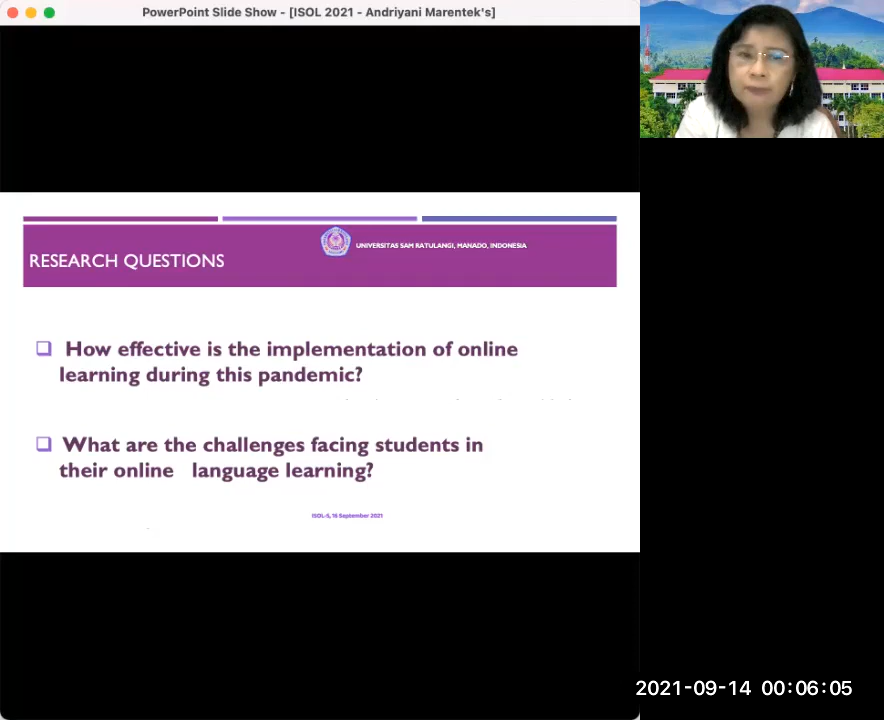 PowerPoint Slide Show - [ISOL 2021 - Andriyani Marentek's]
UNIVERSITAS SAM RATULANGI, MANADO, INDONESIA
RESEARCH QUESTIONS
How effective is the implementation of online
learning during this pandemic?
What are the challenges facing students in
their online language learning?
ISOL-5, 16 September 2021
2021-09-14 00:06:05